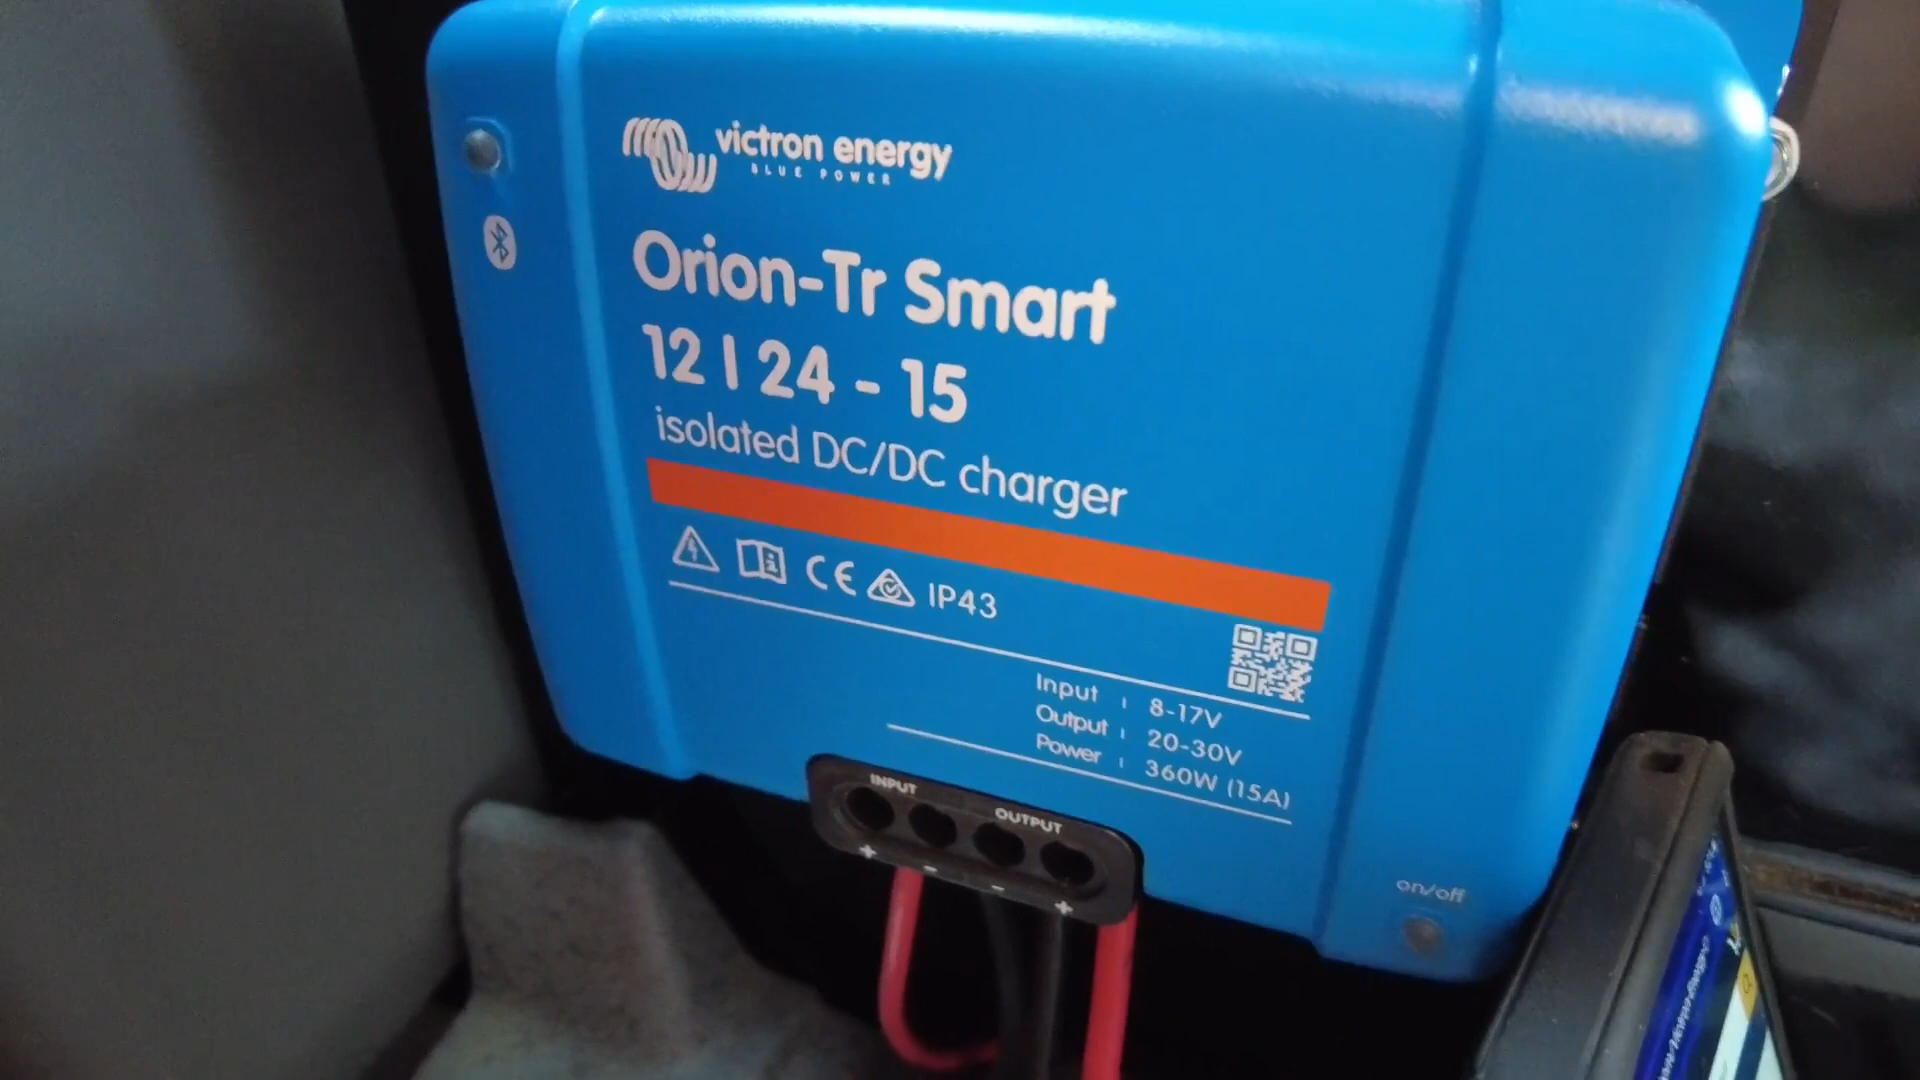 victron energy
BLUE POWER
Orion-Tr Smart
12 | 24 - 15
isolated DC/DC charger
CE IP43
Input : 8-17V
Output : 20-30V
Power : 360W (15A)
INPUT OUTPUT
+ - - +
on/off